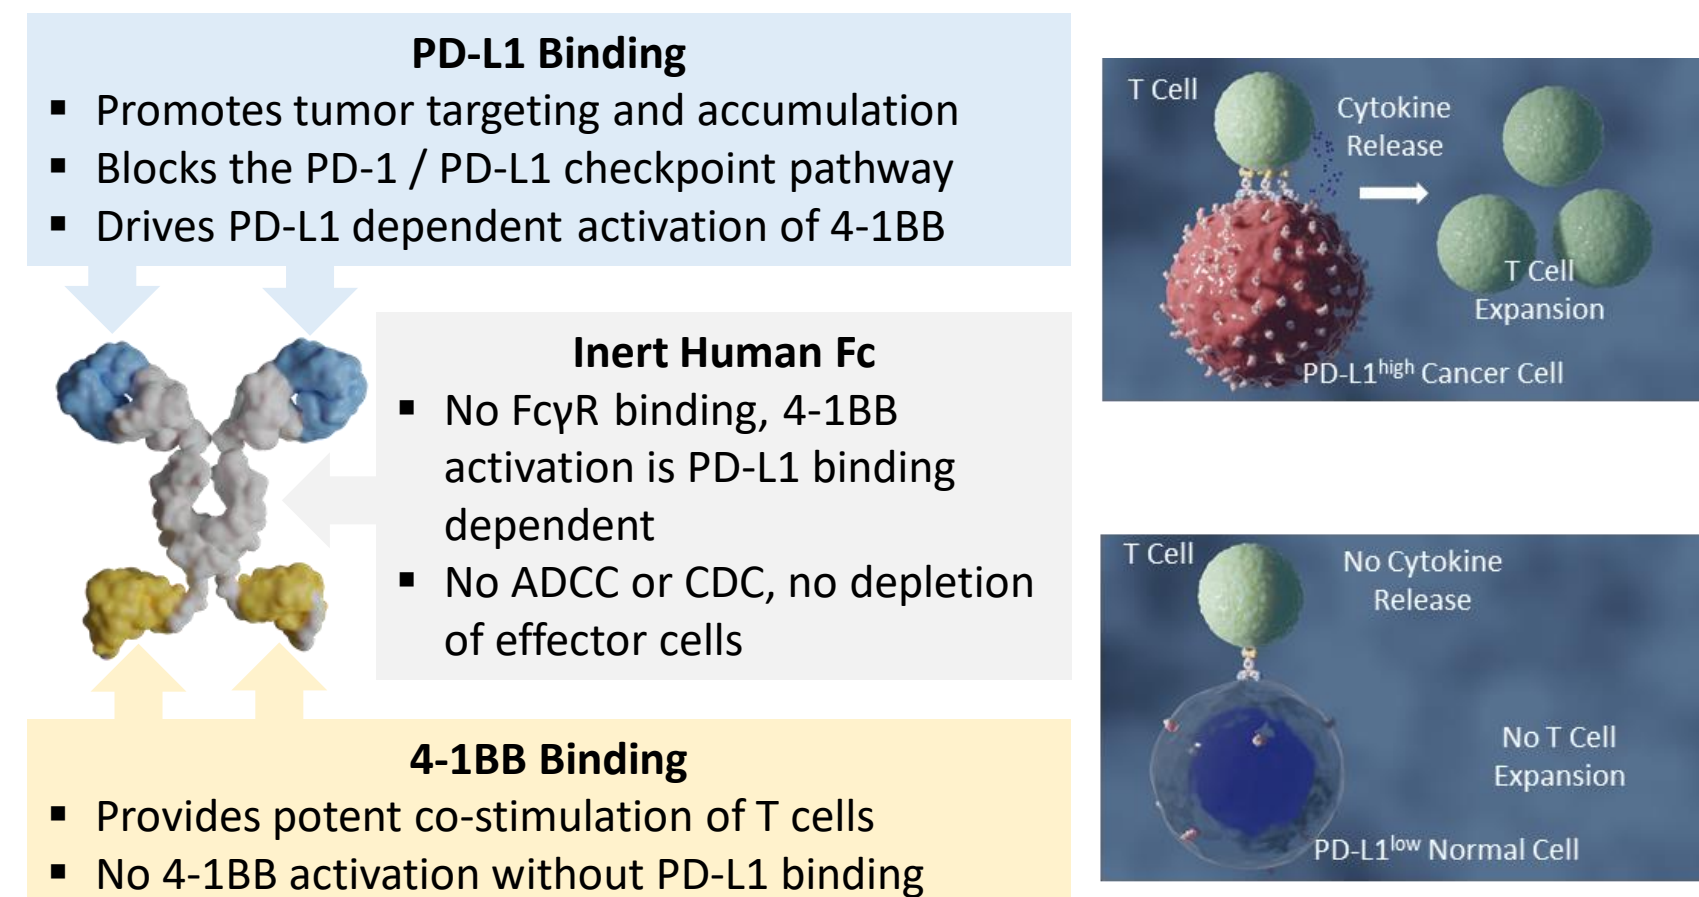 PD-L1 Binding
▪ Promotes tumor targeting and accumulation
▪ Blocks the PD-1 / PD-L1 checkpoint pathway
▪ Drives PD-L1 dependent activation of 4-1BB
Inert Human Fc
▪ No FcγR binding, 4-1BB
activation is PD-L1 binding
dependent
▪ No ADCC or CDC, no depletion
of effector cells
4-1BB Binding
▪ Provides potent co-stimulation of T cells
▪ No 4-1BB activation without PD-L1 binding
T Cell
Cytokine
Release
T Cell
Expansion
PD-L1high Cancer Cell
T Cell
No Cytokine
Release
No T Cell
Expansion
PD-L1low Normal Cell